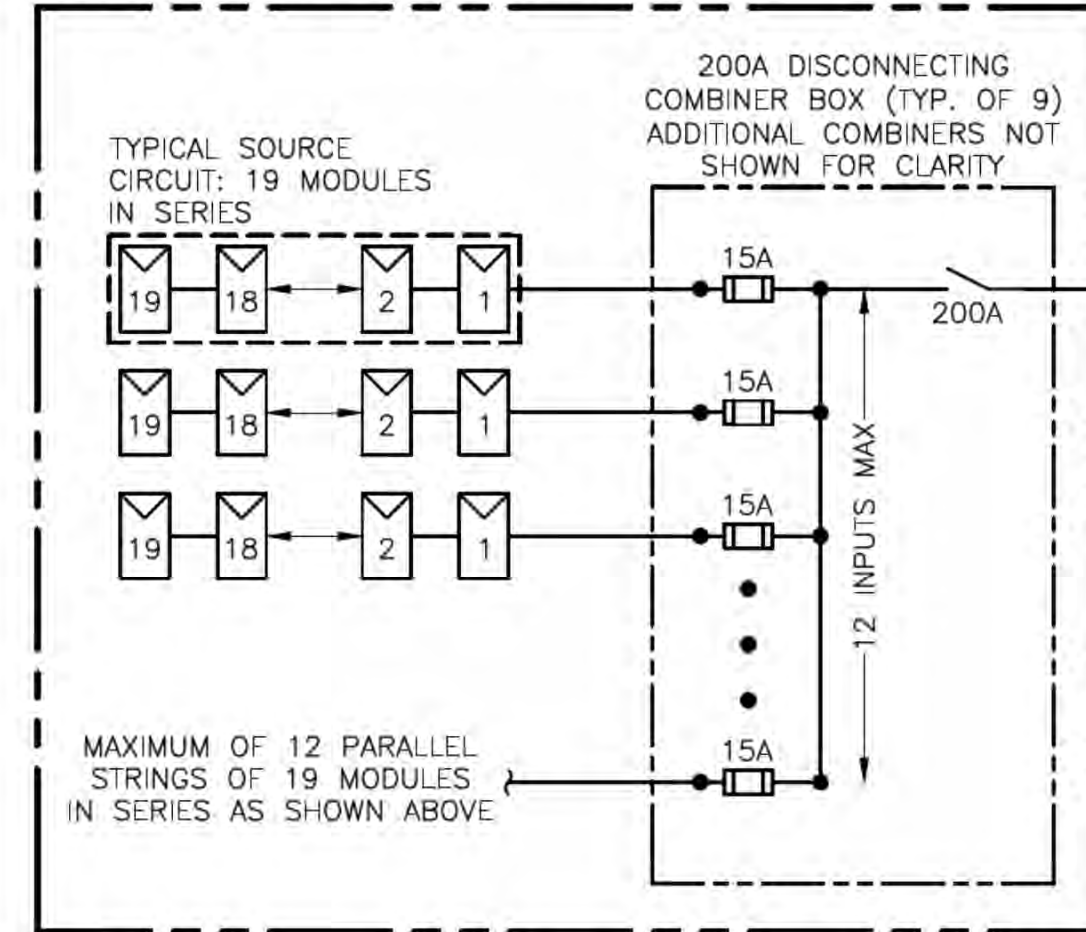 200A DISCONNECTING
COMBINER BOX (TYP. OF 9)
ADDITIONAL COMBINERS NOT
SHOWN FOR CLARITY
TYPICAL SOURCE
CIRCUIT: 19 MODULES
IN SERIES
19 18 2 1 15A
200A
19 18 2 1 15A
19 18 2 1 15A
12 INPUTS MAX
MAXIMUM OF 12 PARALLEL
STRINGS OF 19 MODULES
IN SERIES AS SHOWN ABOVE
15A